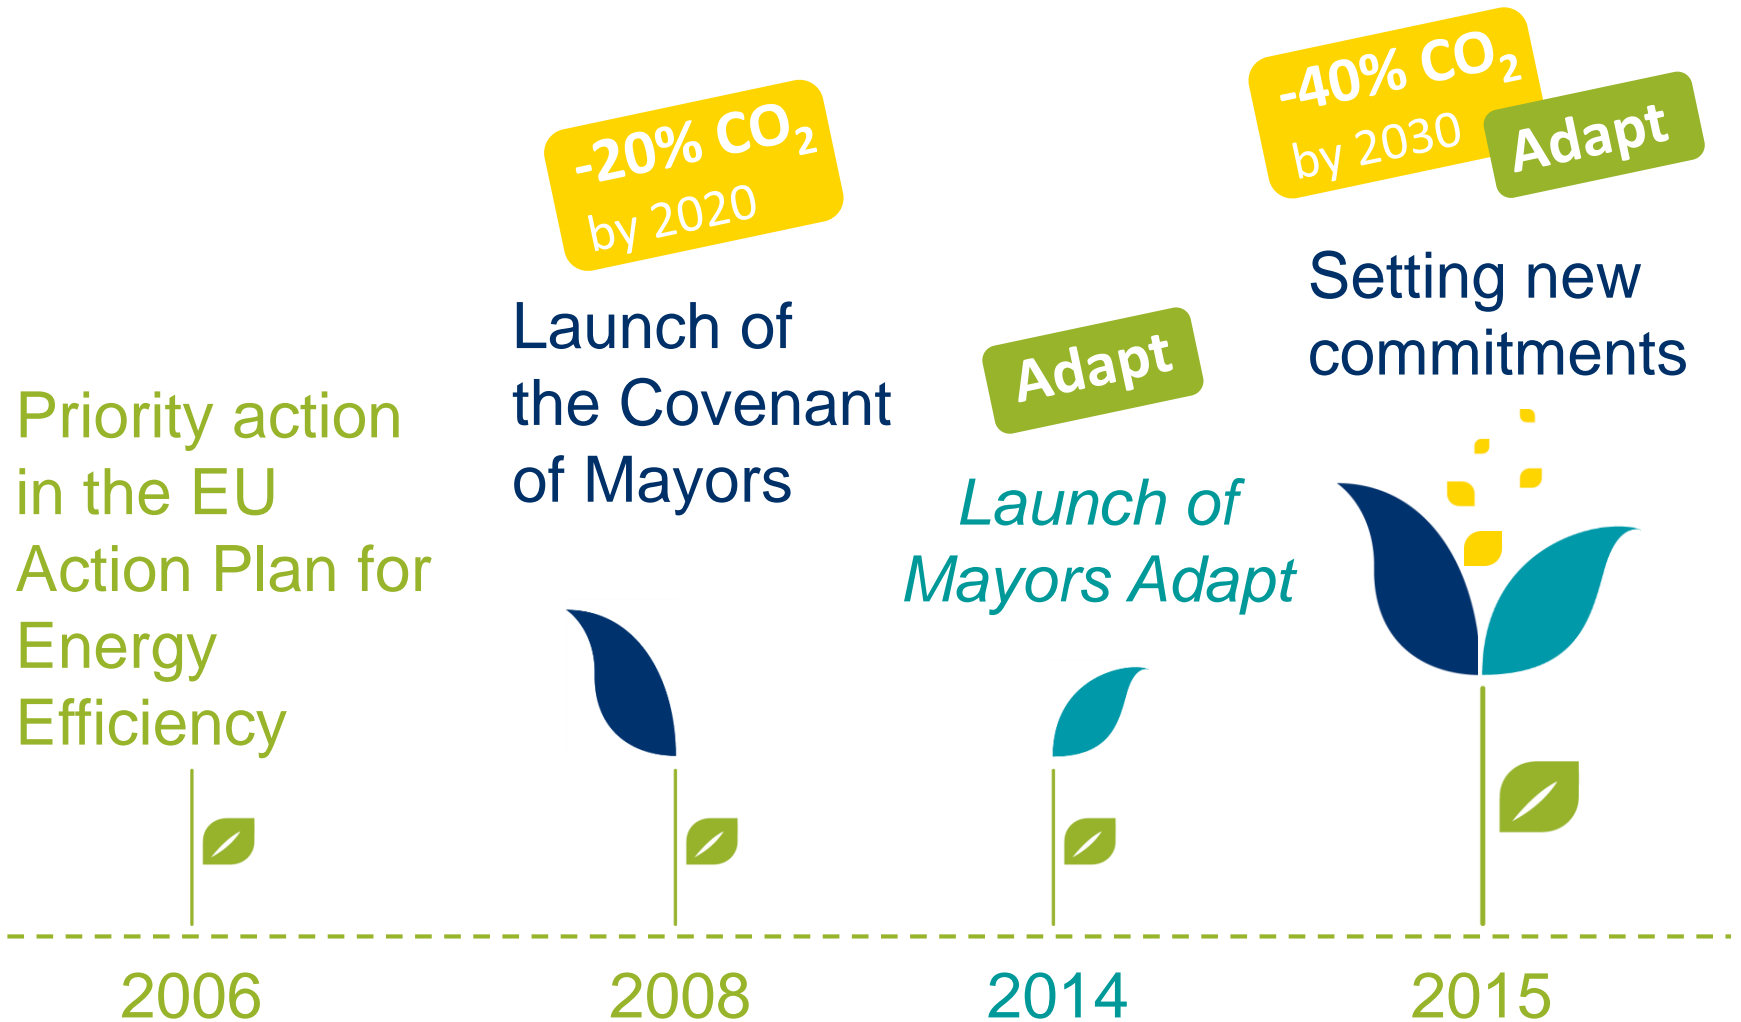 Priority action
in the EU
Action Plan for
Energy
Efficiency
2006
-20% CO₂
by 2020
Launch of
the Covenant
of Mayors
2008
Adapt
Launch of
Mayors Adapt
2014
-40% CO₂
by 2030
Adapt
Setting new
commitments
2015